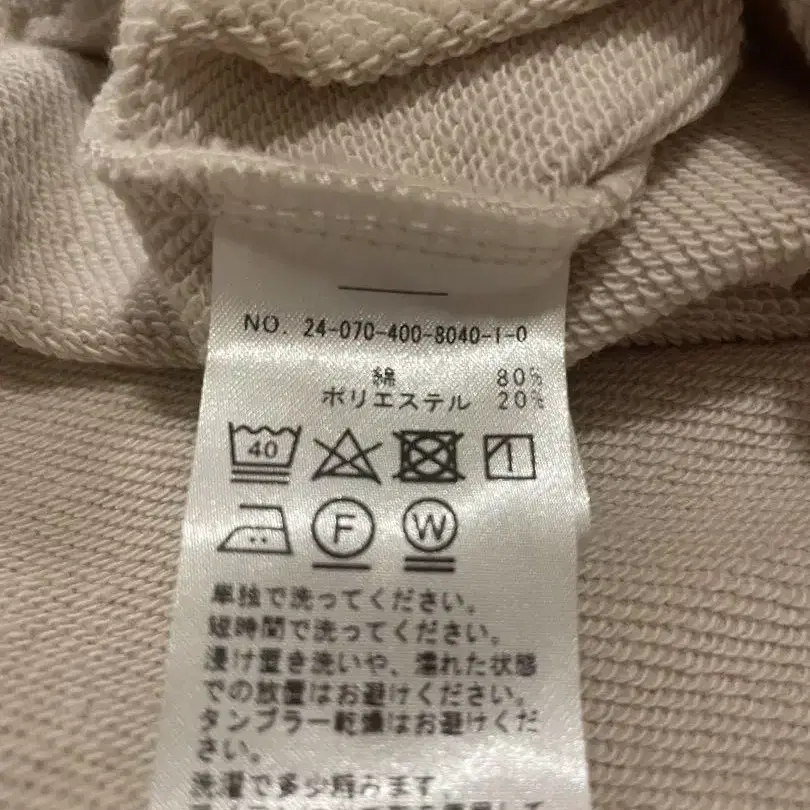 NO. 24-070-400-8040-1-0
綿 80%
ポリエステル 20%
40
F W
単独で洗ってください。
短時間で洗ってください。
浸け置き洗いや、濡れた状態
での放置はお避けください。
タンブラー乾燥はお避けくだ
さい。
洗濯で多少縮みます。